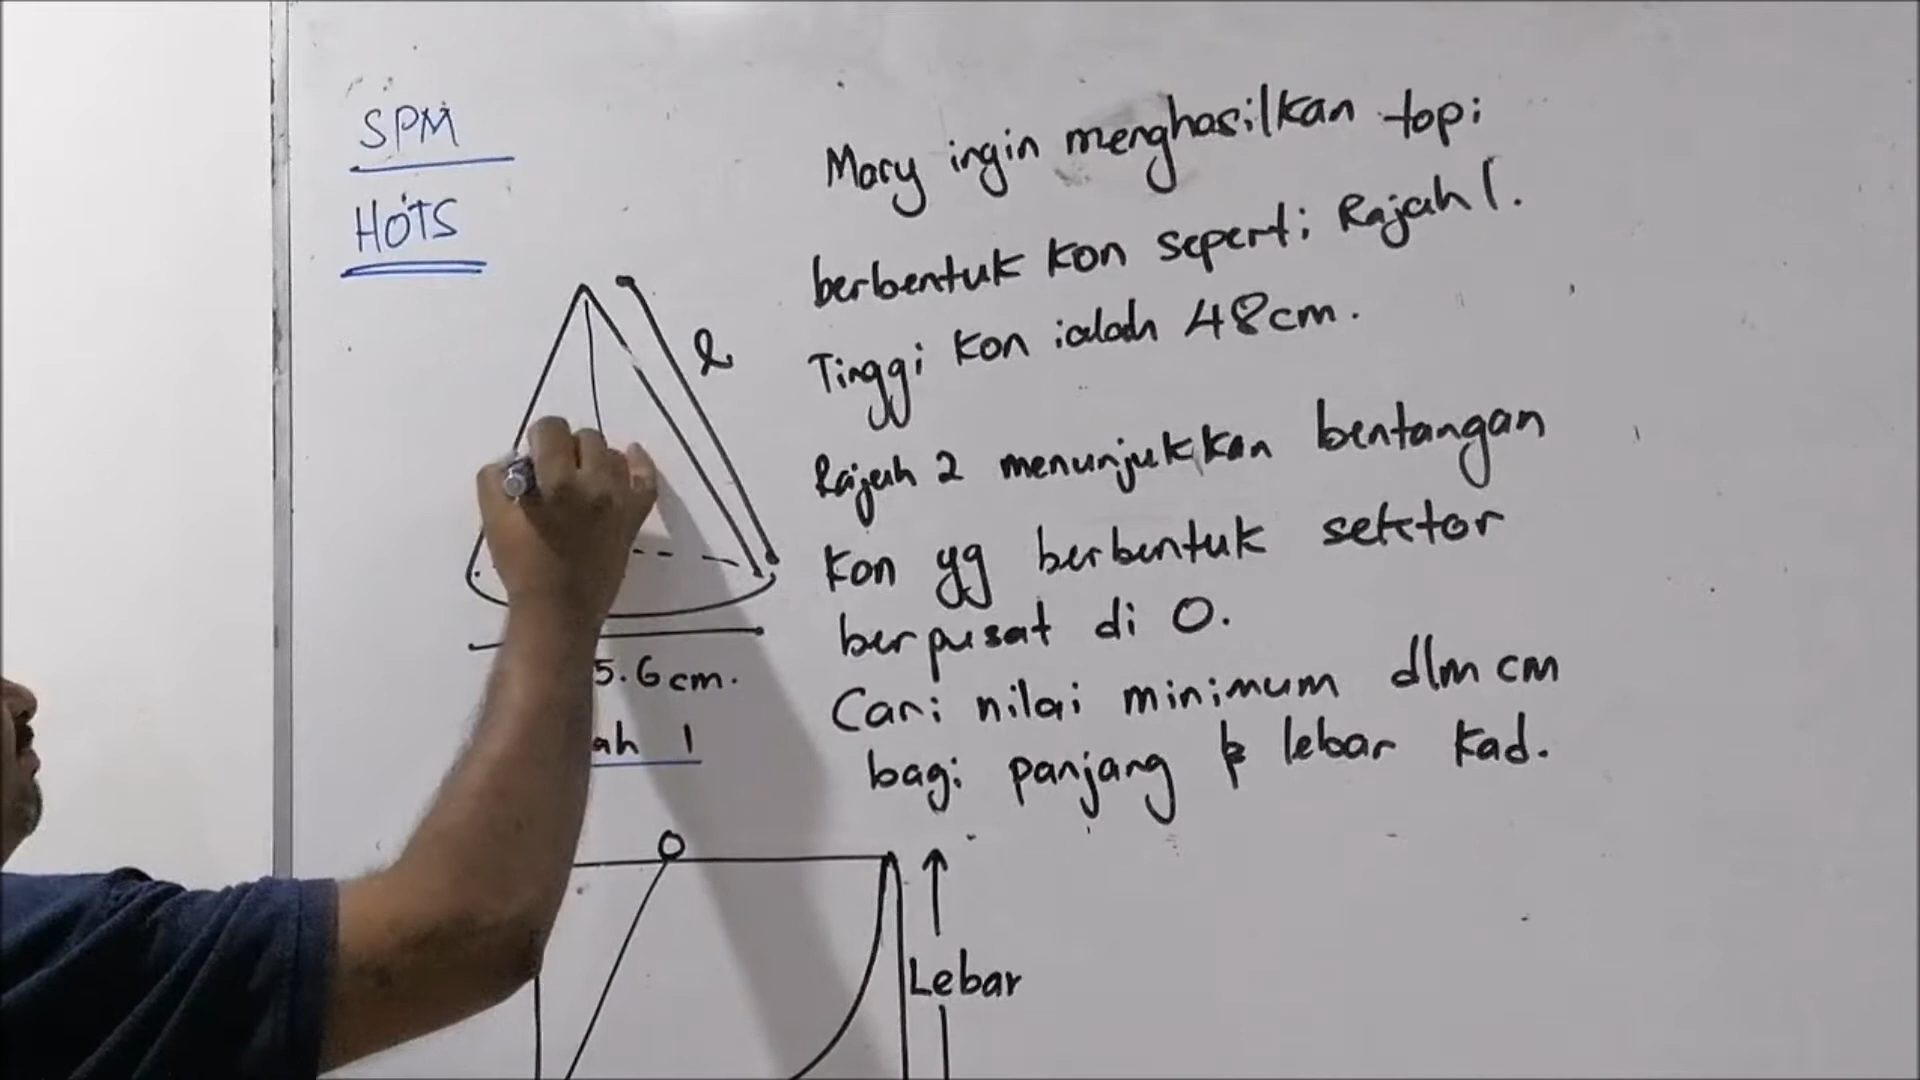 SPM
HOTS
Mary ingin menghasilkan topi
berbentuk kon seperti Rajah 1.
Tinggi kon ialah 48cm.
Rajah 2 menunjukkan bentangan
kon yg berbentuk sektor
berpusat di O.
Cari nilai minimum dlm cm
bagi panjang & lebar kad.
l
5.6cm.
ah 1
O
Lebar